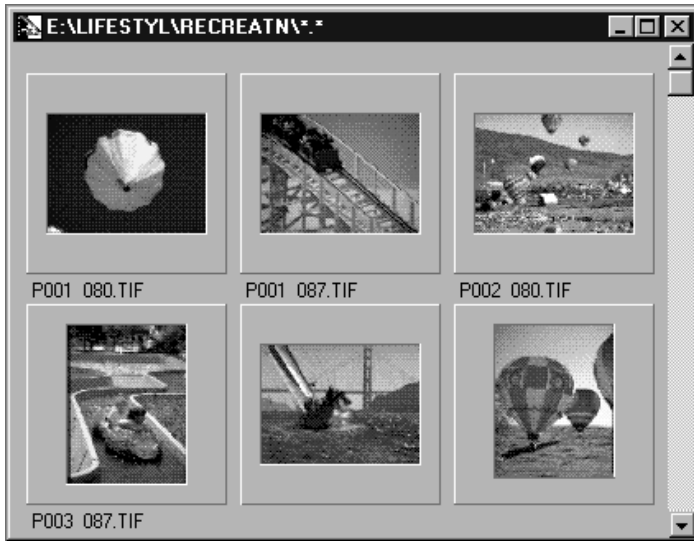 E:\LIFESTYL\RECREATN\*.*
P001 080.TIF
P001 087.TIF
P002 080.TIF
P003 087.TIF